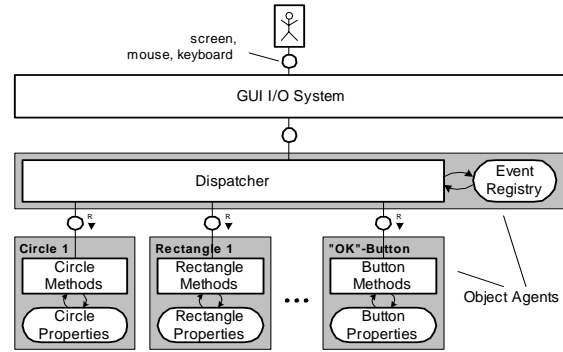 screen,
mouse, keyboard
GUI I/O System
Dispatcher
Event
Registry
R
R
R
Circle 1
Rectangle 1
"OK"-Button
Circle
Methods
Rectangle
Methods
Button
Methods
...
Object Agents
Circle
Properties
Rectangle
Properties
Button
Properties